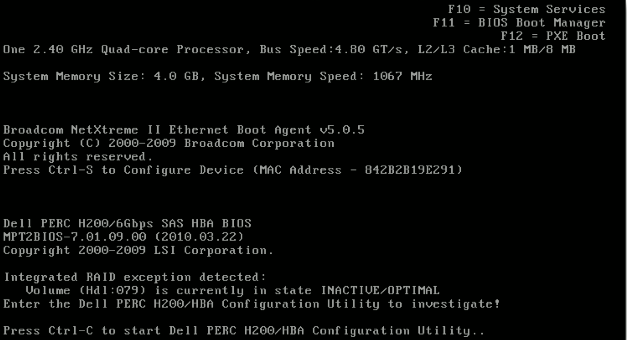 F10 = System Services
F11 = BIOS Boot Manager
F12 = PXE Boot
One 2.40 GHz Quad-core Processor, Bus Speed:4.80 GT/s, L2/L3 Cache:1 MB/8 MB
System Memory Size: 4.0 GB, System Memory Speed: 1067 MHz
Broadcom NetXtreme II Ethernet Boot Agent v5.0.5
Copyright (C) 2000-2009 Broadcom Corporation
All rights reserved.
Press Ctrl-S to Configure Device (MAC Address - 842B2B19E291)
Dell PERC H200/6Gbps SAS HBA BIOS
MPT2BIOS-7.01.09.00 (2010.03.22)
Copyright 2000-2009 LSI Corporation.
Integrated RAID exception detected:
Volume (Hdl:079) is currently in state INACTIVE/OPTIMAL
Enter the Dell PERC H200/HBA Configuration Utility to investigate!
Press Ctrl-C to start Dell PERC H200/HBA Configuration Utility..